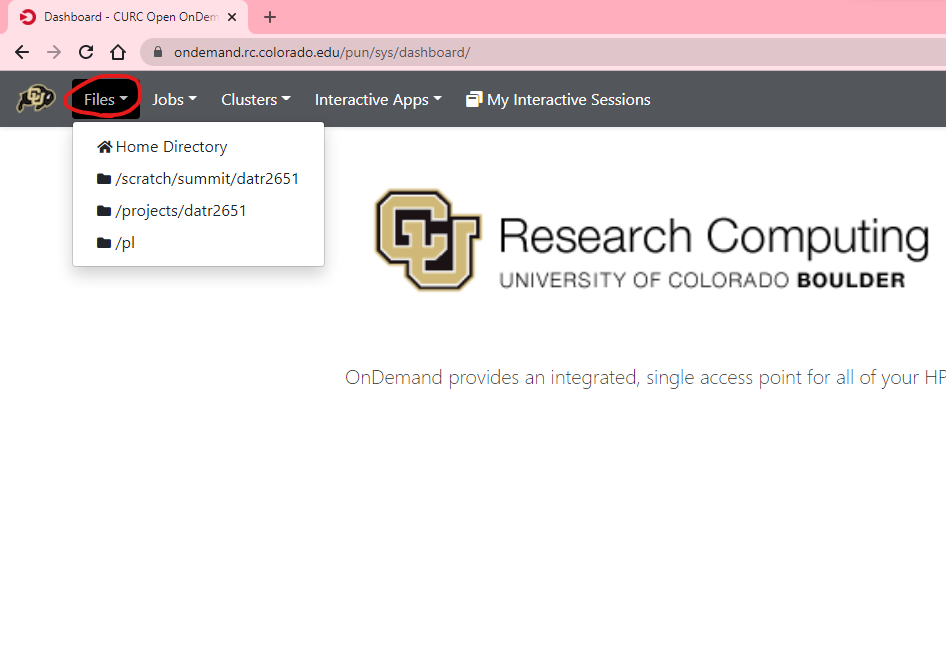 Dashboard - CURC Open OnDem
ondemand.rc.colorado.edu/pun/sys/dashboard/
CU Files Jobs Clusters Interactive Apps My Interactive Sessions
Home Directory
/scratch/summit/datr2651
/projects/datr2651
/pl
CU Research Computing
UNIVERSITY OF COLORADO BOULDER
OnDemand provides an integrated, single access point for all of your HP